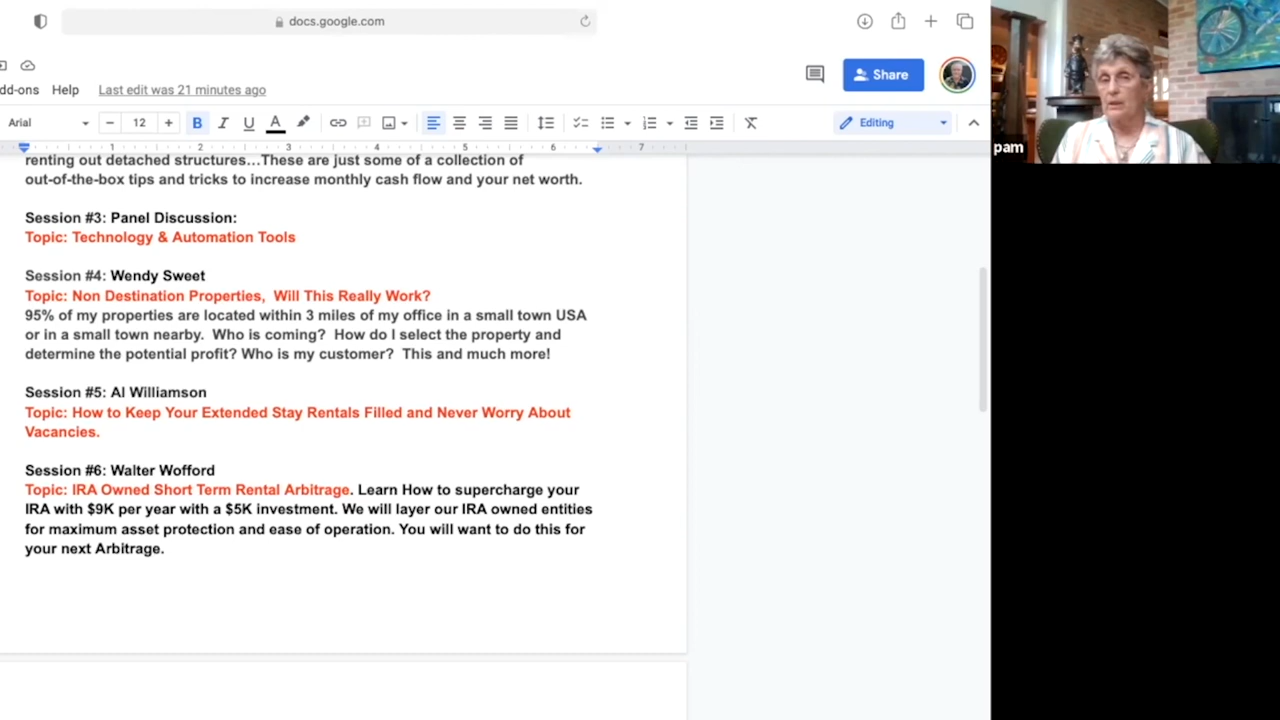 docs.google.com
Share
dd-ons Help Last edit was 21 minutes ago
Arial 12 B I U A Editing
1 2 3 4 5 6 7
renting out detached structures...These are just some of a collection of
out-of-the-box tips and tricks to increase monthly cash flow and your net worth.
Session #3: Panel Discussion:
Topic: Technology & Automation Tools
Session #4: Wendy Sweet
Topic: Non Destination Properties,  Will This Really Work?
95% of my properties are located within 3 miles of my office in a small town USA
or in a small town nearby.  Who is coming?  How do I select the property and
determine the potential profit? Who is my customer?  This and much more!
Session #5: Al Williamson
Topic: How to Keep Your Extended Stay Rentals Filled and Never Worry About
Vacancies.
Session #6: Walter Wofford
Topic: IRA Owned Short Term Rental Arbitrage. Learn How to supercharge your
IRA with $9K per year with a $5K investment. We will layer our IRA owned entities
for maximum asset protection and ease of operation. You will want to do this for
your next Arbitrage.
pam